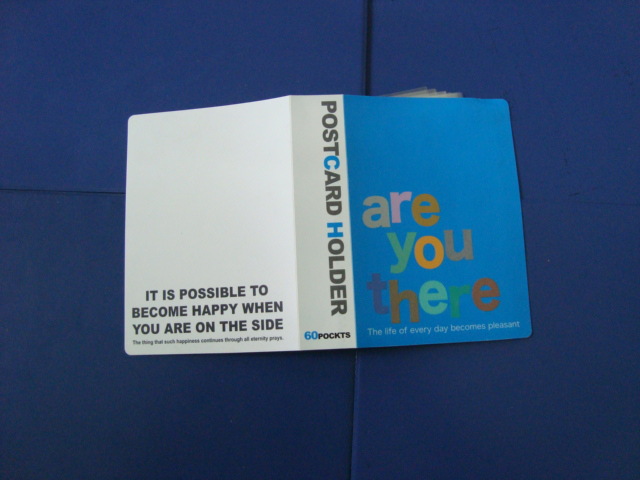 IT IS POSSIBLE TO
BECOME HAPPY WHEN
YOU ARE ON THE SIDE
The thing that such happiness continues through all eternity prays.
POSTCARD HOLDER
60POCKTS
are
you
there
The life of every day becomes pleasant